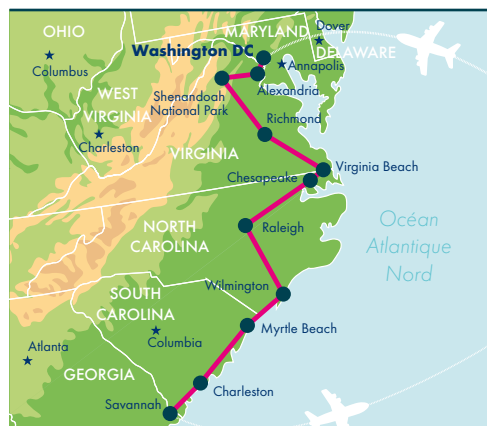 OHIO
Columbus
MARYLAND
Dover
Washington DC
DELAWARE
Annapolis
WEST
VIRGINIA
Charleston
Shenandoah
National Park
Alexandria
Richmond
VIRGINIA
Virginia Beach
Chesapeake
NORTH
CAROLINA
Raleigh
Océan
Atlantique
Nord
Wilmington
SOUTH
CAROLINA
Columbia
Myrtle Beach
Atlanta
GEORGIA
Charleston
Savannah